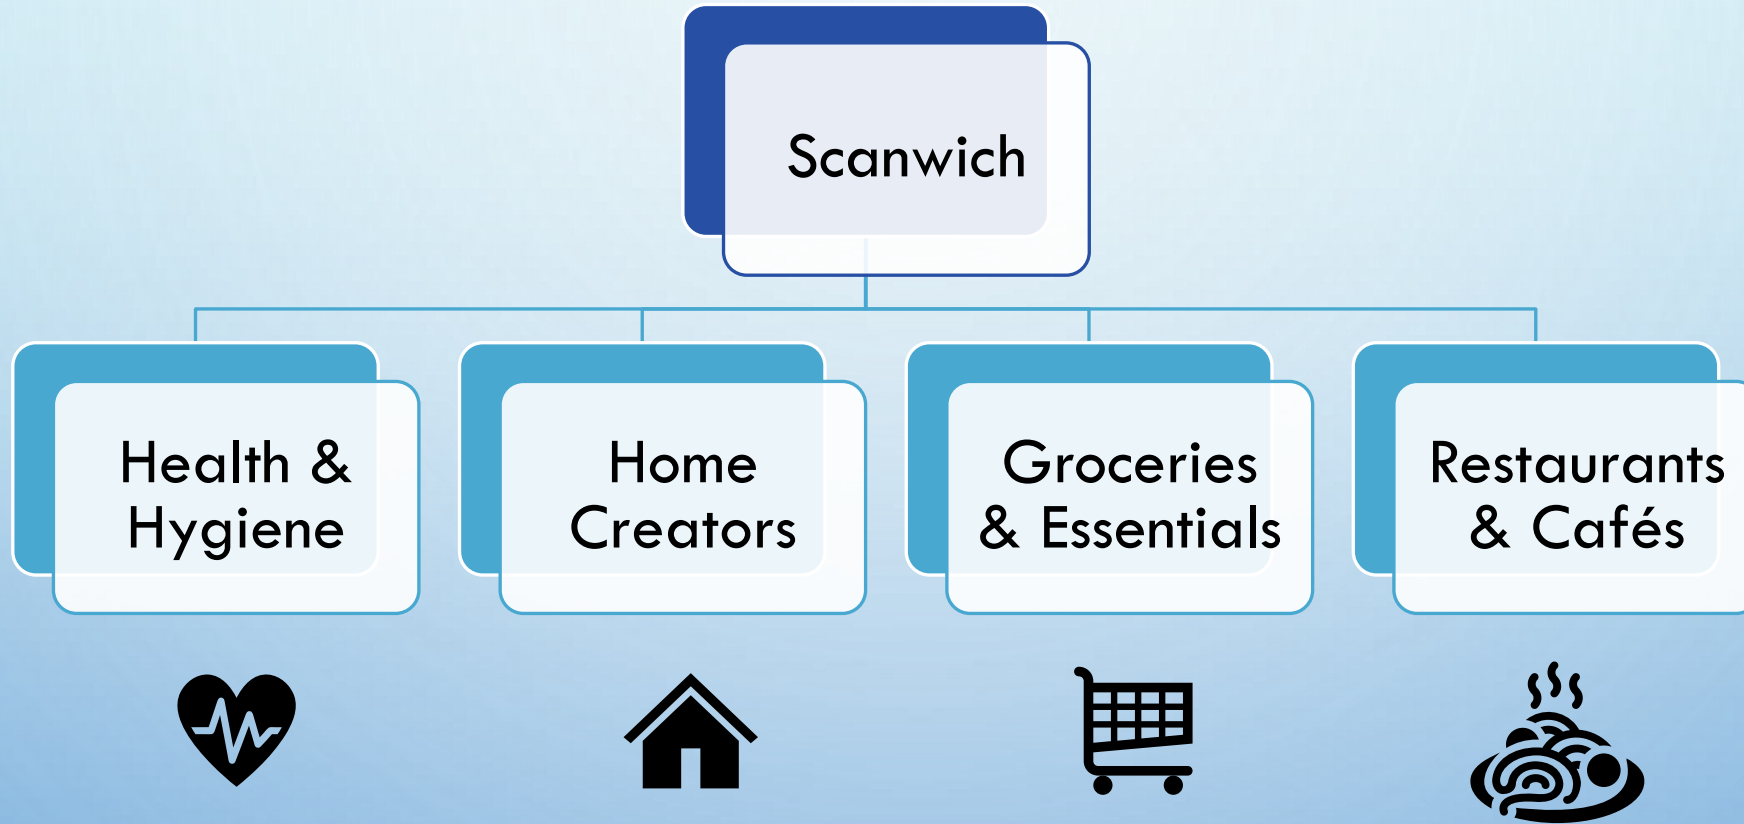 Scanwich
Health &
Hygiene
Home
Creators
Groceries
& Essentials
Restaurants
& Cafés